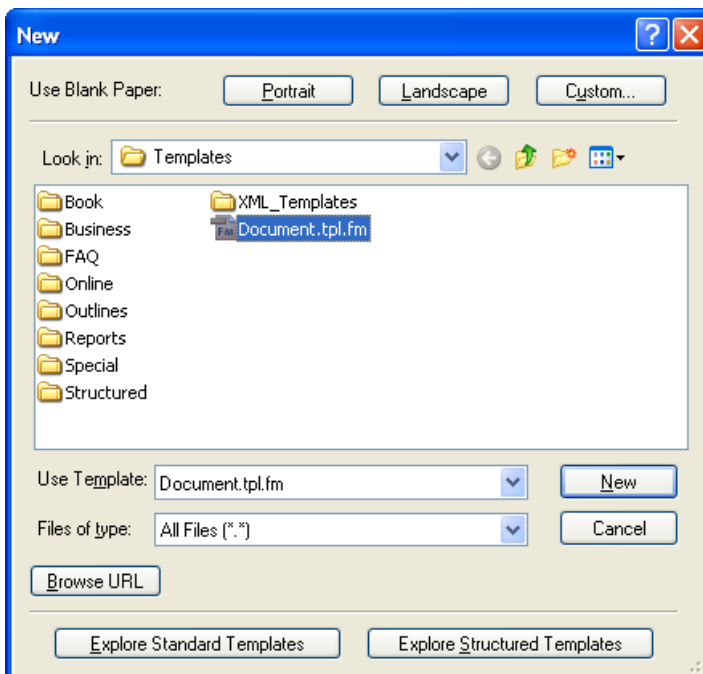 New
Use Blank Paper: Portrait Landscape Custom...
Look in: Templates
Book XML_Templates
Business FM Document.tpl.fm
FAQ
Online
Outlines
Reports
Special
Structured
Use Template: Document.tpl.fm New
Files of type: All Files (*.*) Cancel
Browse URL
Explore Standard Templates Explore Structured Templates